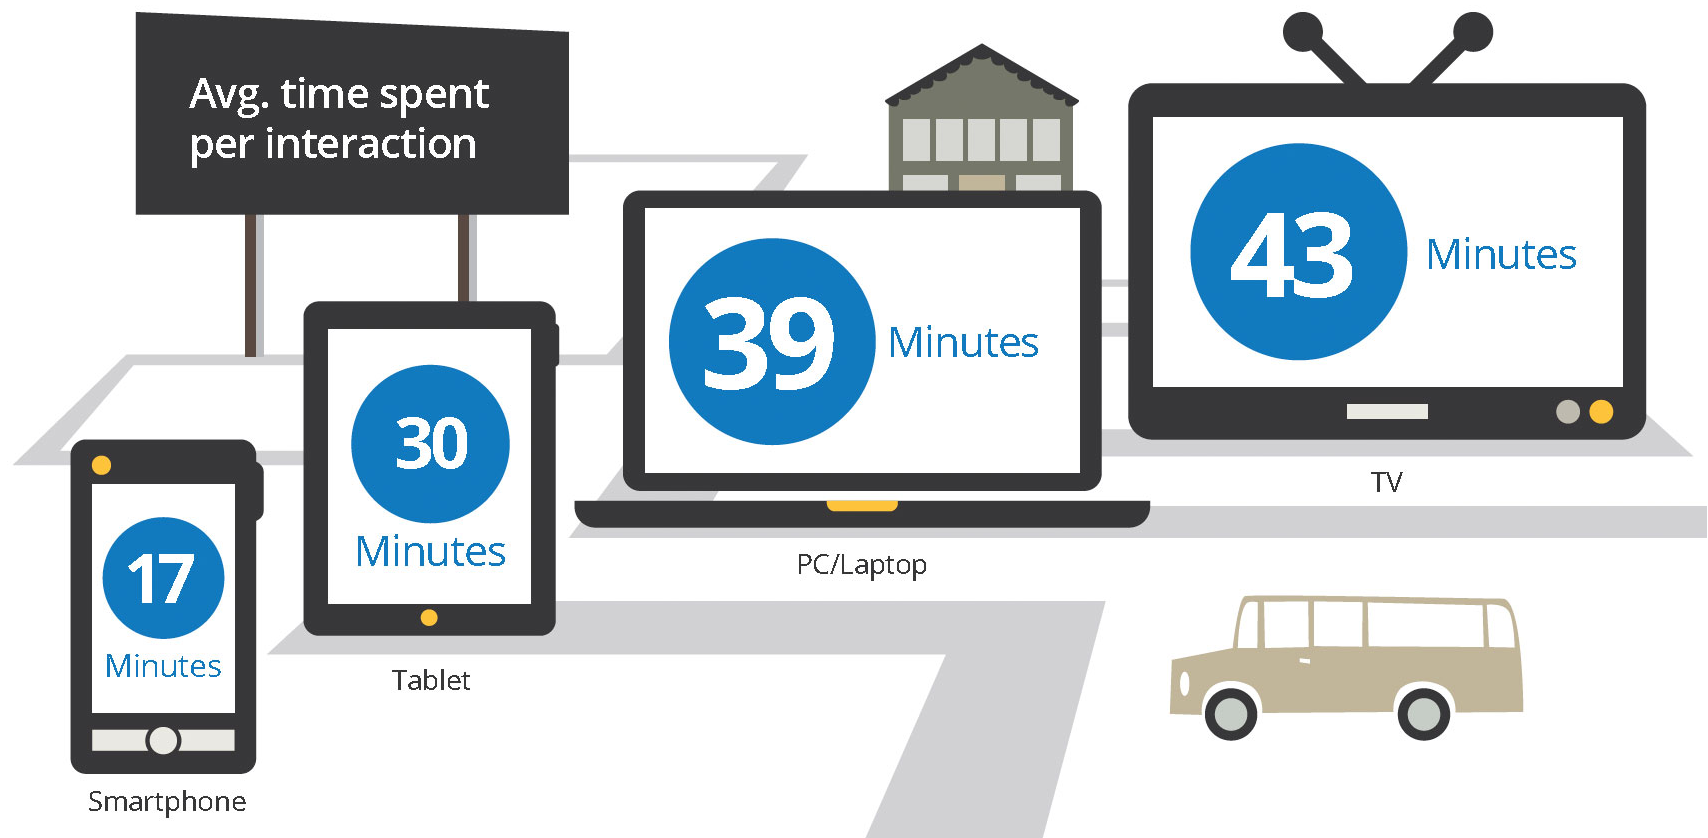 Avg. time spent
per interaction
17
Minutes
Smartphone
30
Minutes
Tablet
39 Minutes
PC/Laptop
43 Minutes
TV